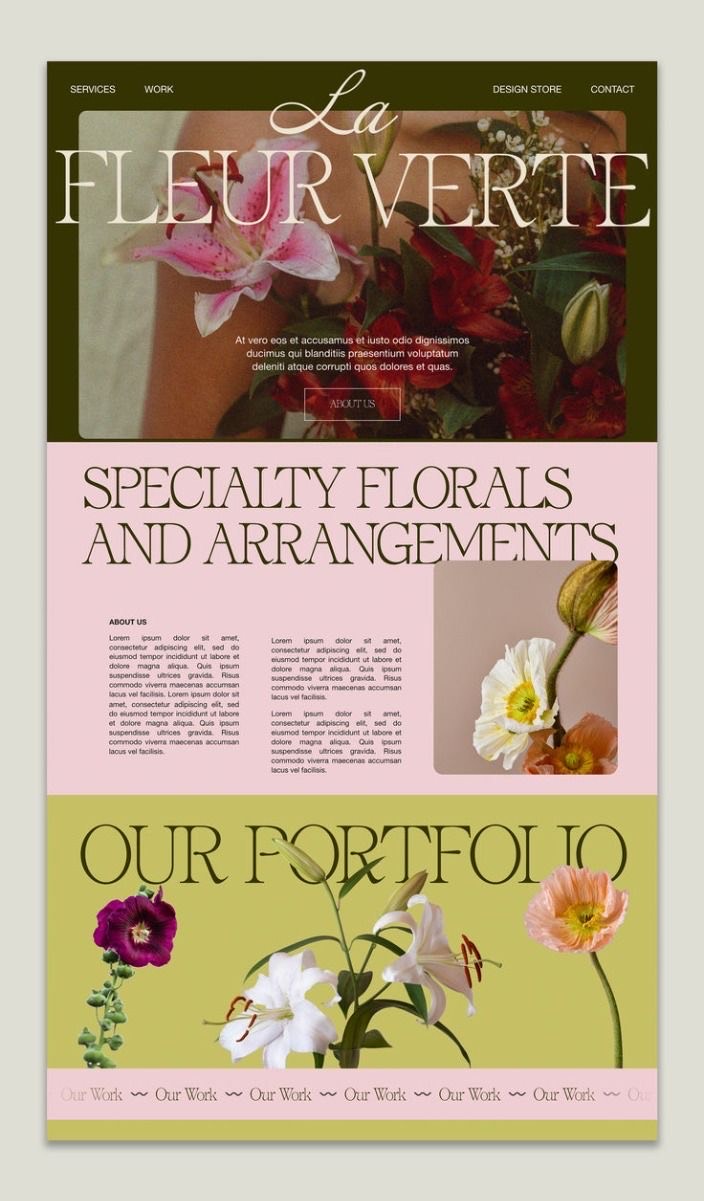 SERVICES WORK DESIGN STORE CONTACT
La
FLEUR VERTE
At vero eos et accusamus et iusto odio dignissimos
ducimus qui blanditiis praesentium voluptatum
deleniti atque corrupti quos dolores et quas.
ABOUT US
SPECIALTY FLORALS
AND ARRANGEMENTS
ABOUT US
Lorem ipsum dolor sit amet,
consectetur adipiscing elit, sed do
eiusmod tempor incididunt ut labore et
dolore magna aliqua. Quis ipsum
suspendisse ultrices gravida. Risus
commodo viverra maecenas accumsan
lacus vel facilisis. Lorem ipsum dolor sit
amet, consectetur adipiscing elit, sed
do eiusmod tempor incididunt ut labore
et dolore magna aliqua. Quis ipsum
suspendisse ultrices gravida. Risus
commodo viverra maecenas accumsan
lacus vel facilisis.
Lorem ipsum dolor sit amet,
consectetur adipiscing elit, sed do
eiusmod tempor incididunt ut labore et
dolore magna aliqua. Quis ipsum
suspendisse ultrices gravida. Risus
commodo viverra maecenas accumsan
lacus vel facilisis.
Lorem ipsum dolor sit amet,
consectetur adipiscing elit, sed do
eiusmod tempor incididunt ut labore et
dolore magna aliqua. Quis ipsum
suspendisse ultrices gravida. Risus
commodo viverra maecenas accumsan
lacus vel facilisis.
OUR PORTFOLIO
Our Work Our Work Our Work Our Work Our Work Our Work Ou